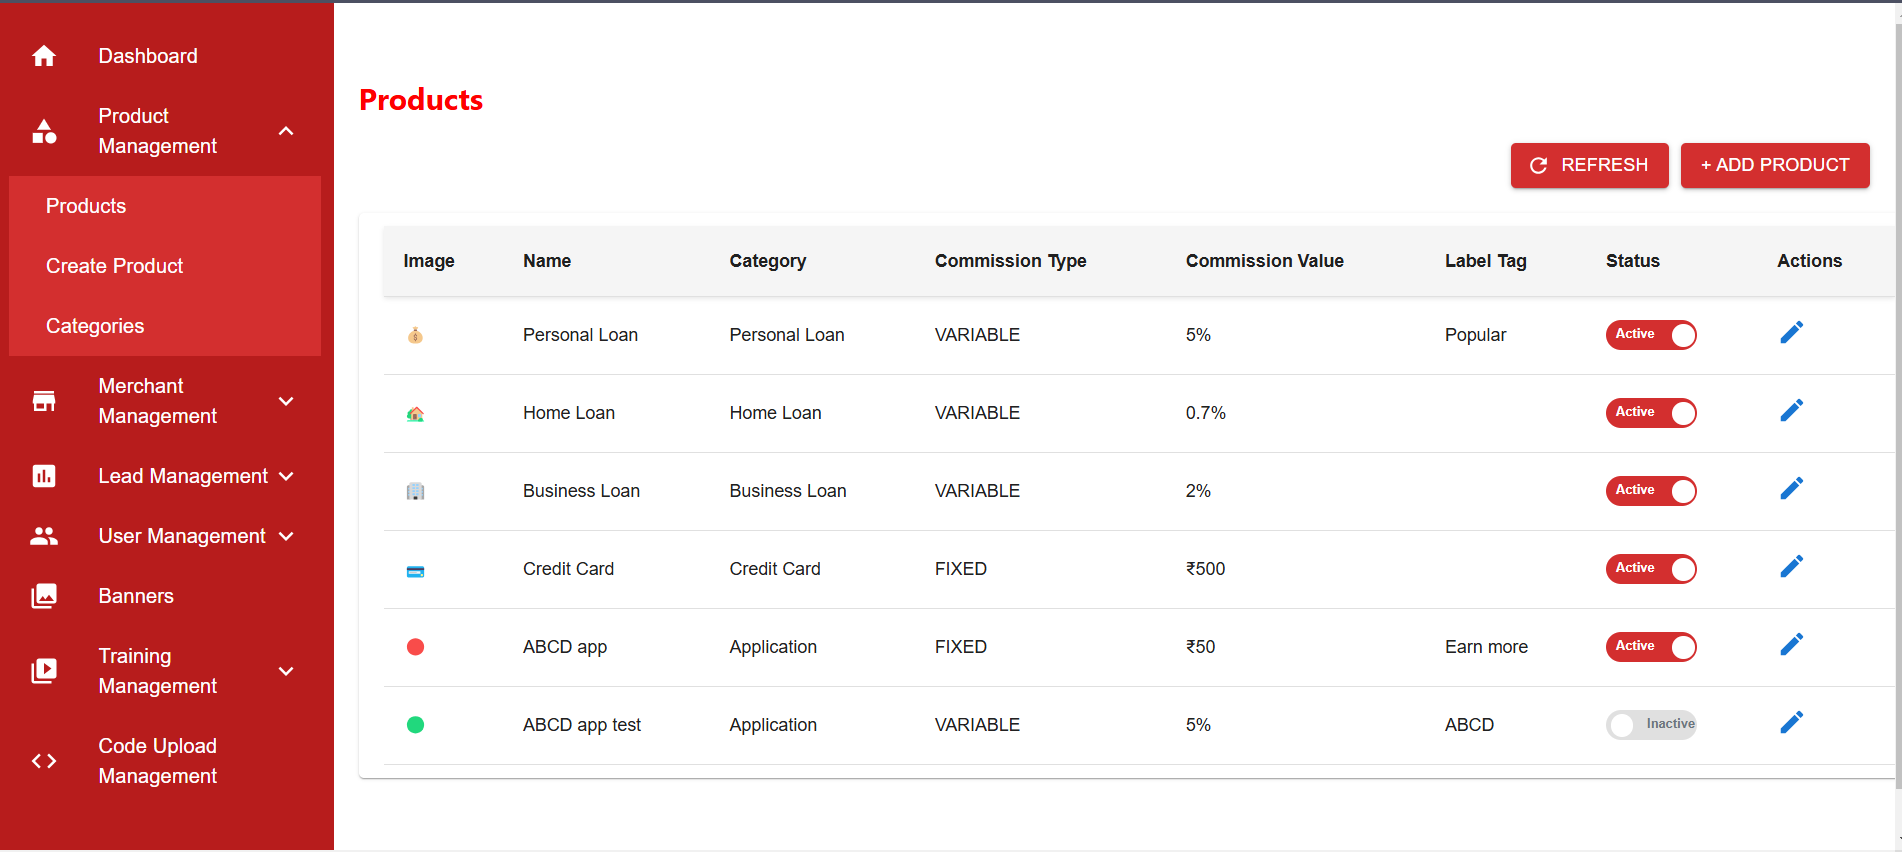 Dashboard
Product
Management
Products
Create Product
Categories
Merchant
Management
Lead Management
User Management
Banners
Training
Management
Code Upload
Management
Products
REFRESH + ADD PRODUCT
Image Name Category Commission Type Commission Value Label Tag Status Actions
Personal Loan Personal Loan VARIABLE 5% Popular Active
Home Loan Home Loan VARIABLE 0.7% Active
Business Loan Business Loan VARIABLE 2% Active
Credit Card Credit Card FIXED ₹500 Active
ABCD app Application FIXED ₹50 Earn more Active
ABCD app test Application VARIABLE 5% ABCD Inactive